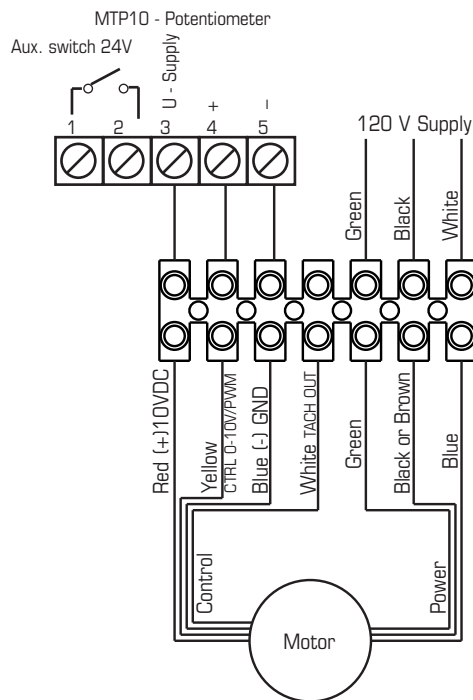 MTP10 - Potentiometer
Aux. switch 24V
U - Supply
+
–
1
2
3
4
5
120 V Supply
Green
Black
White
Red (+)10VDC
Yellow
CTRL 0-10V/PWM
Blue (-) GND
White TACH OUT
Green
Black or Brown
Blue
Control
Power
Motor